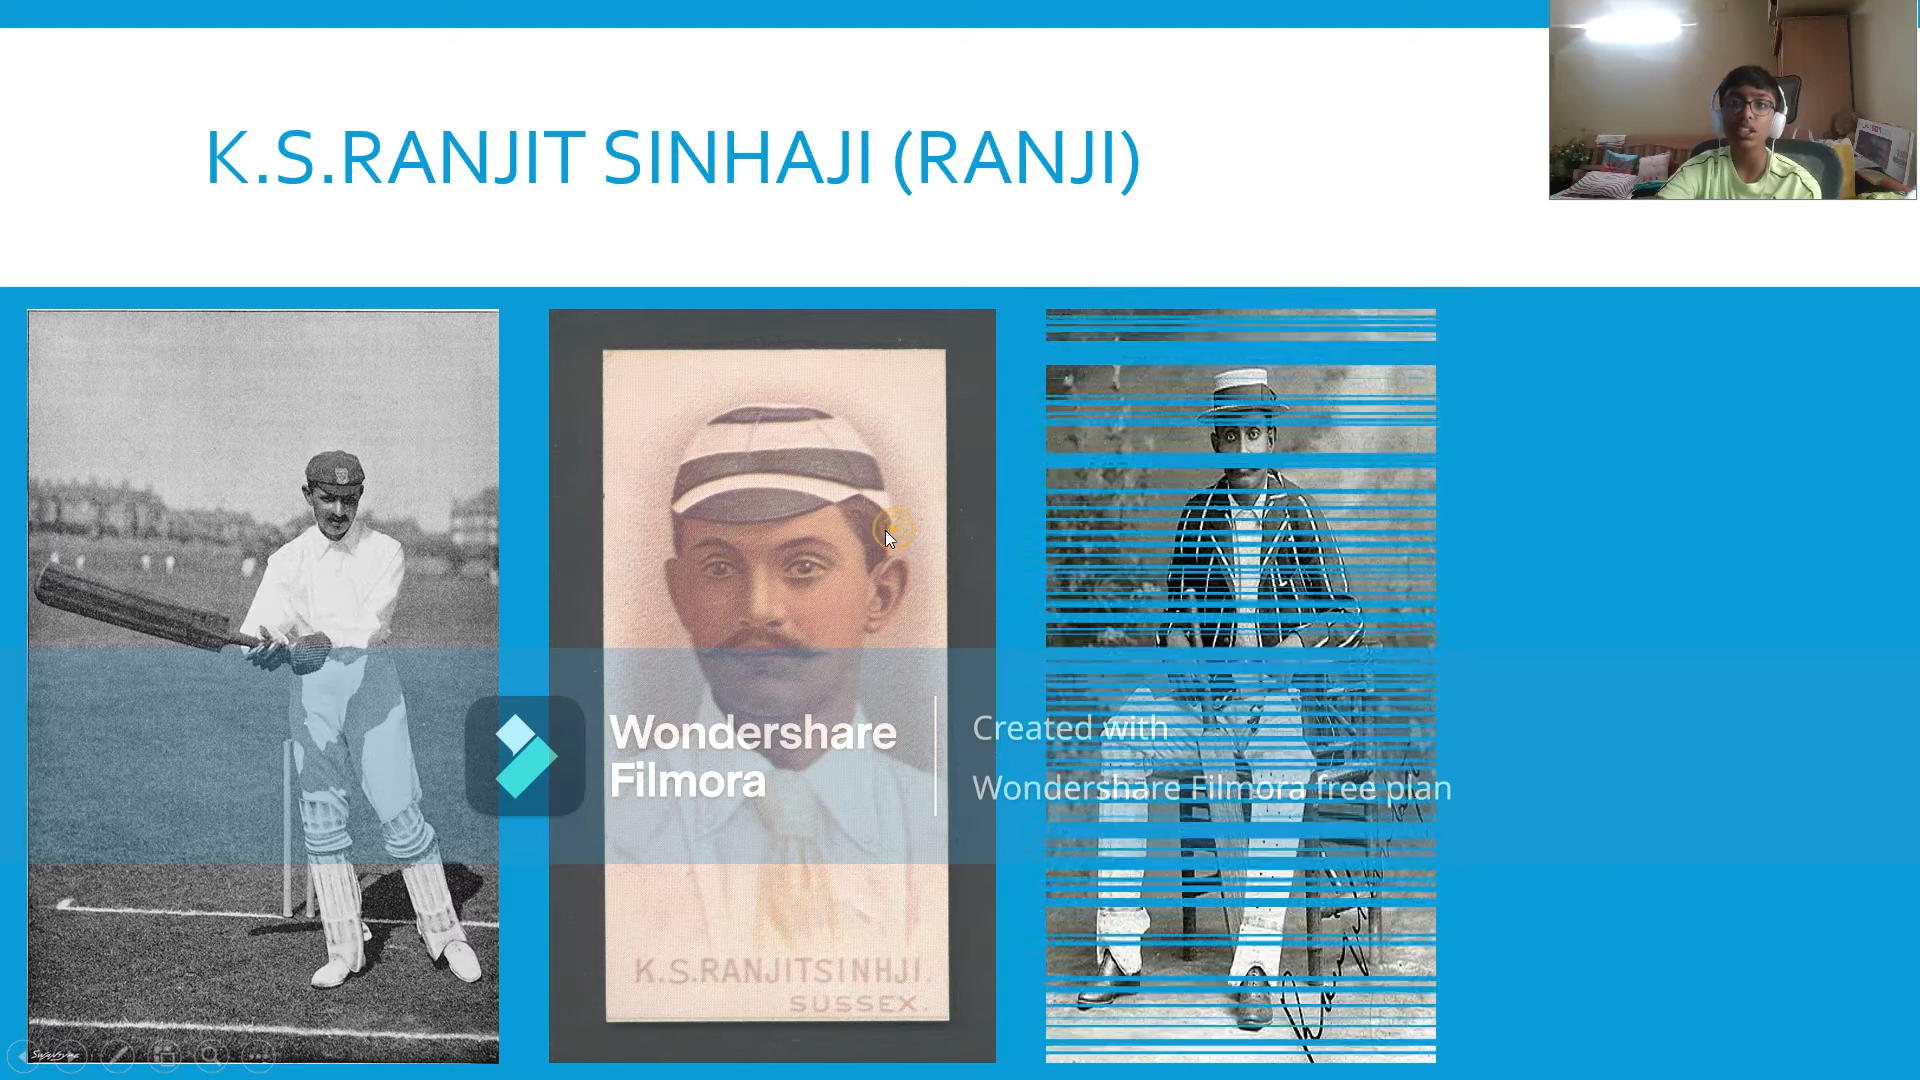 K.S.RANJIT SINHAJI (RANJI)
Wondershare
Filmora
Created with
Wondershare Filmora free plan
K.S.RANJITSINHJI.
SUSSEX.